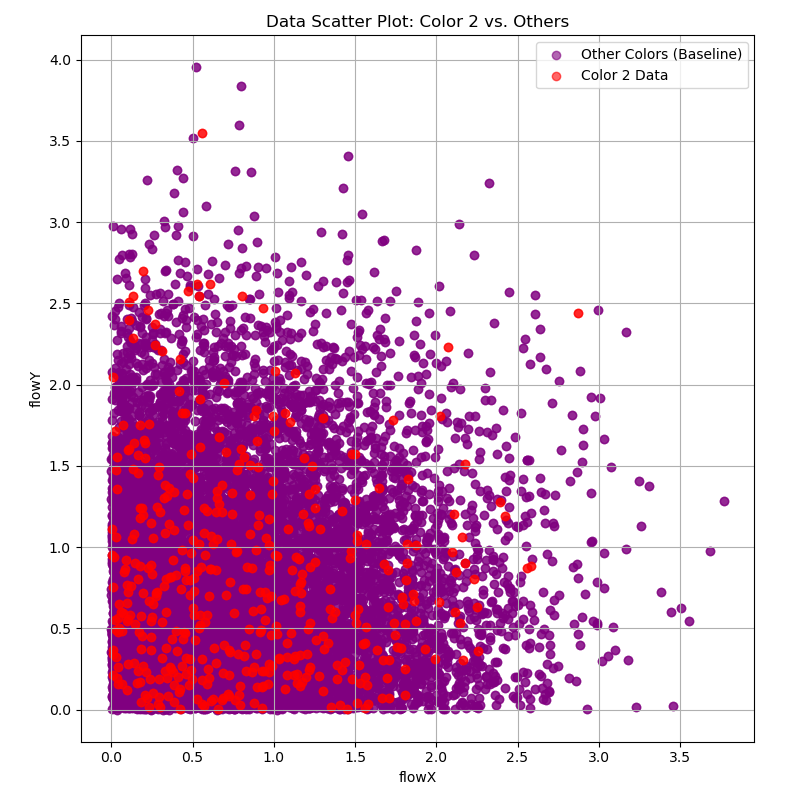 Data Scatter Plot: Color 2 vs. Others
Other Colors (Baseline)
Color 2 Data
flowY
4.0
3.5
3.0
2.5
2.0
1.5
1.0
0.5
0.0
0.0 0.5 1.0 1.5 2.0 2.5 3.0 3.5
flowX